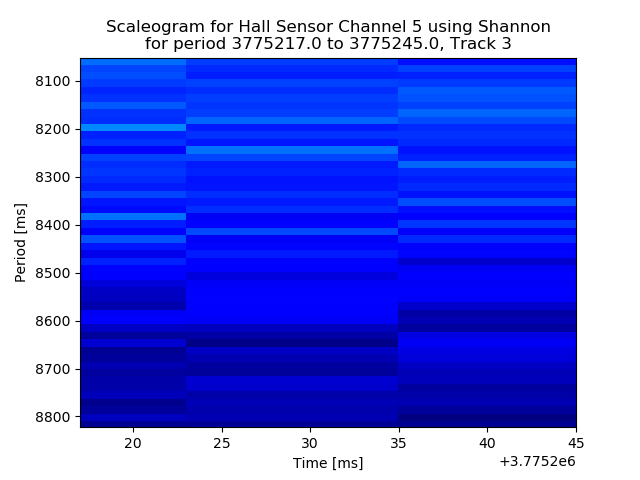 Scaleogram for Hall Sensor Channel 5 using Shannon
for period 3775217.0 to 3775245.0, Track 3
Period [ms]
8100
8200
8300
8400
8500
8600
8700
8800
20 25 30 35 40 45
Time [ms]
+3.7752e6